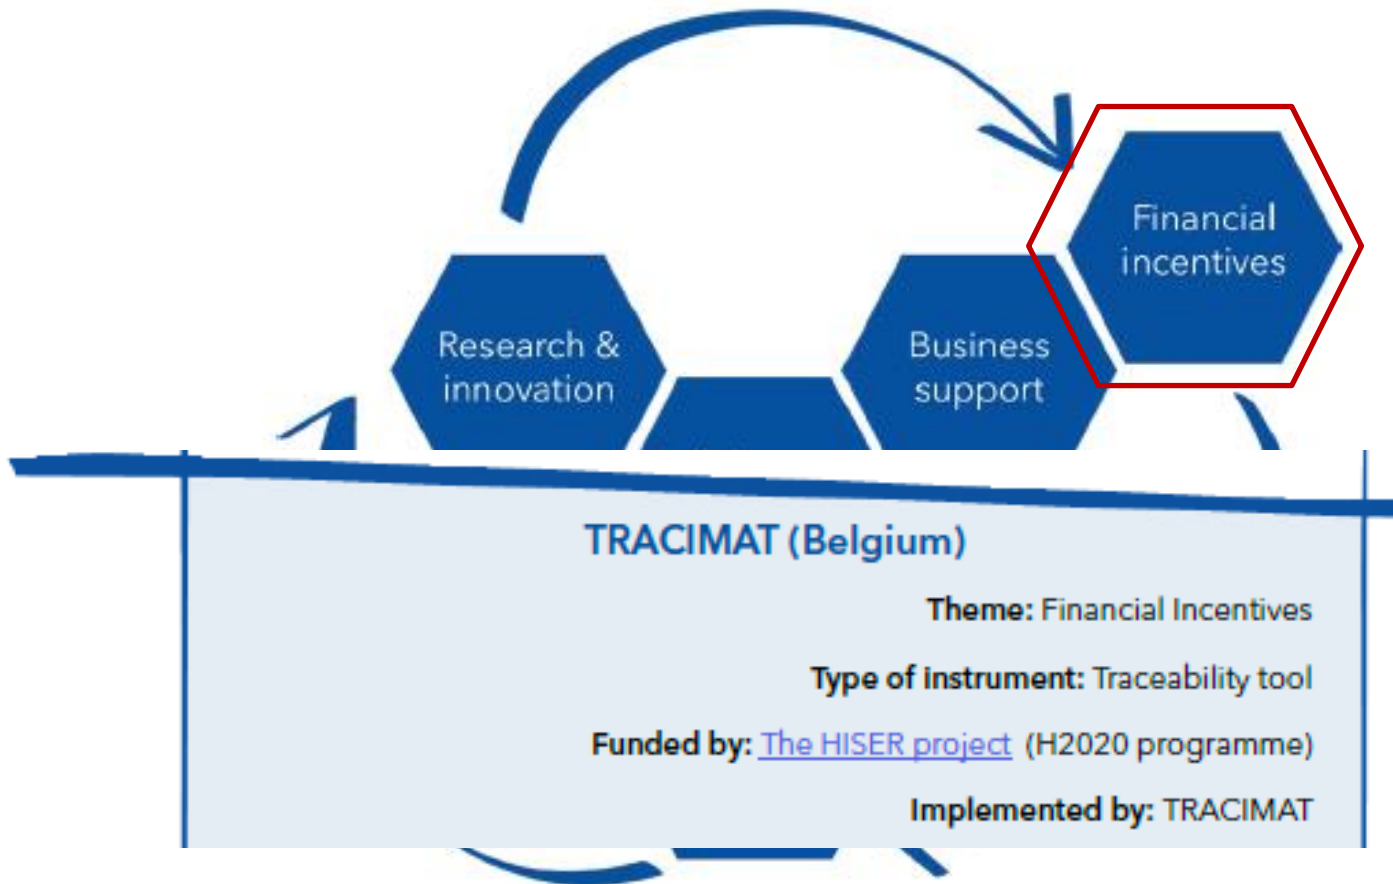 Financial
incentives
Research &
innovation
Business
support
TRACIMAT (Belgium)
Theme: Financial Incentives
Type of instrument: Traceability tool
Funded by: The HISER project (H2020 programme)
Implemented by: TRACIMAT